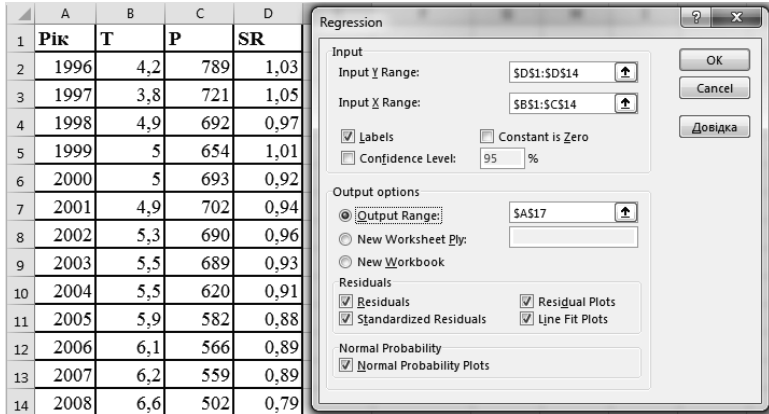 A B C D
1 Рік T P SR
2 1996 4,2 789 1,03
3 1997 3,8 721 1,05
4 1998 4,9 692 0,97
5 1999 5 654 1,01
6 2000 5 693 0,92
7 2001 4,9 702 0,94
8 2002 5,3 690 0,96
9 2003 5,5 689 0,93
10 2004 5,5 620 0,91
11 2005 5,9 582 0,88
12 2006 6,1 566 0,89
13 2007 6,2 559 0,89
14 2008 6,6 502 0,79
Regression
Input
Input Y Range: $D$1:$D$14
Input X Range: $B$1:$C$14
Labels Constant is Zero
Confidence Level: 95 %
OK
Cancel
Довідка
Output options
Output Range: $A$17
New Worksheet Ply:
New Workbook
Residuals
Residuals Residual Plots
Standardized Residuals Line Fit Plots
Normal Probability
Normal Probability Plots